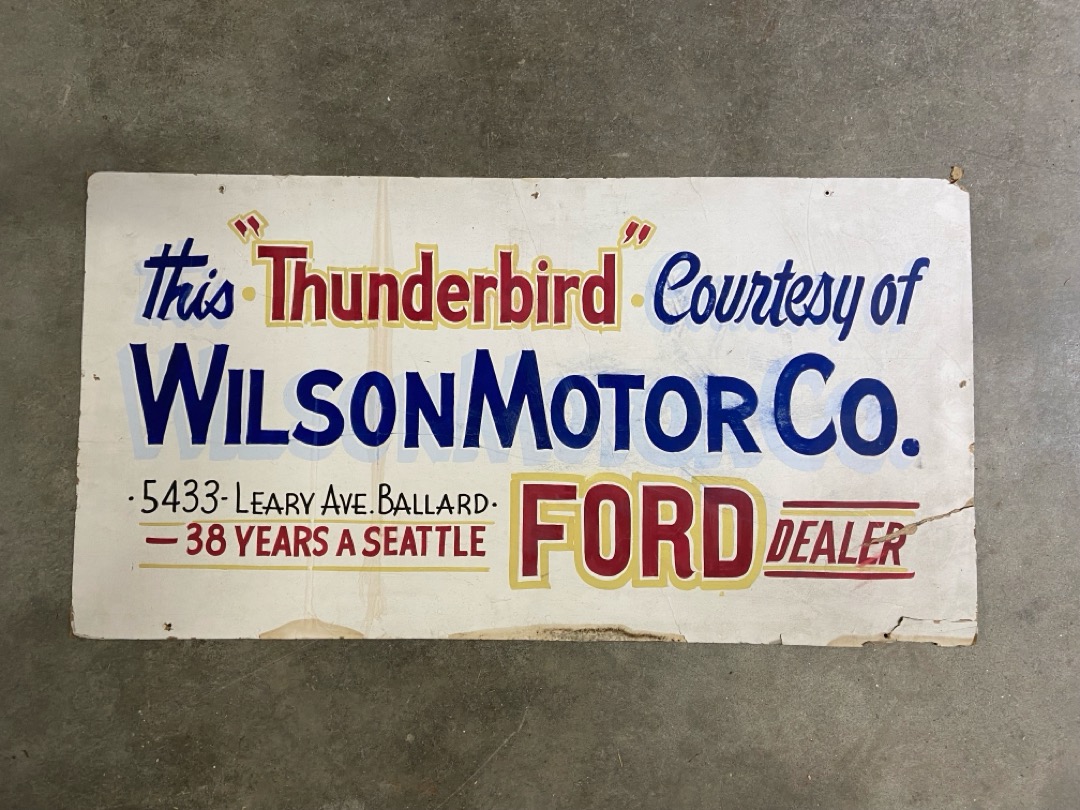 this · "Thunderbird" · Courtesy of
WILSON MOTOR CO.
· 5433 - LEARY AVE. BALLARD ·
— 38 YEARS A SEATTLE
FORD DEALER